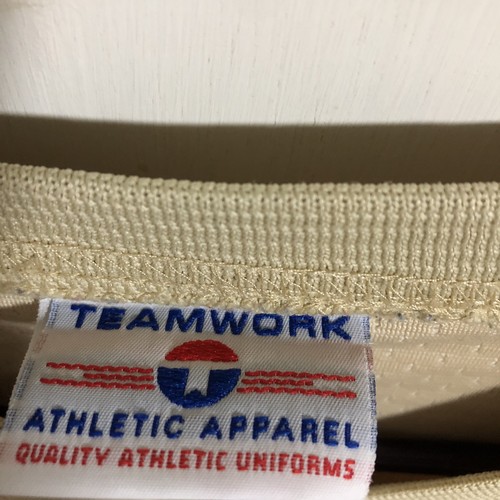 TEAMWORK
ATHLETIC APPAREL
QUALITY ATHLETIC UNIFORMS